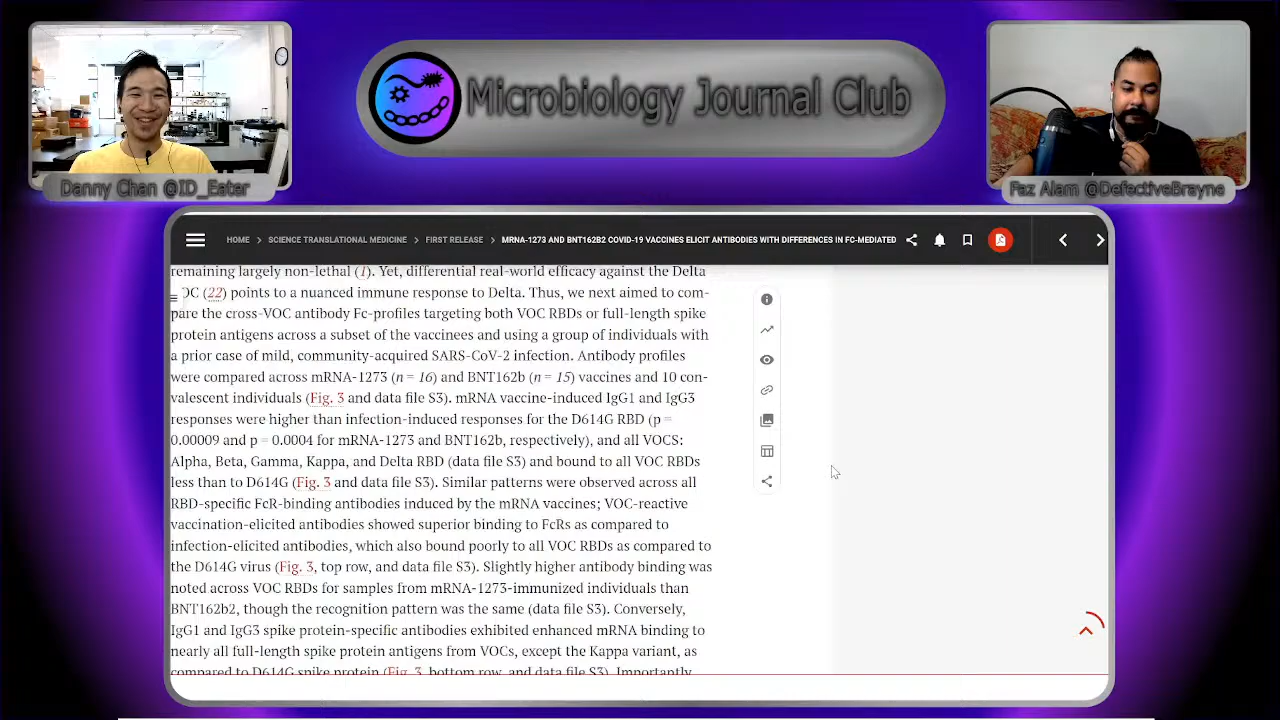 Microbiology Journal Club
Danny Chan @ID_Eater
Faz Alam @DefectiveBrayne
HOME > SCIENCE TRANSLATIONAL MEDICINE > FIRST RELEASE > MRNA-1273 AND BNT162B2 COVID-19 VACCINES ELICIT ANTIBODIES WITH DIFFERENCES IN FC-MEDIATED
remaining largely non-lethal (1). Yet, differential real-world efficacy against the Delta
OC (22) points to a nuanced immune response to Delta. Thus, we next aimed to com-
pare the cross-VOC antibody Fc-profiles targeting both VOC RBDs or full-length spike
protein antigens across a subset of the vaccinees and using a group of individuals with
a prior case of mild, community-acquired SARS-CoV-2 infection. Antibody profiles
were compared across mRNA-1273 (n = 16) and BNT162b (n = 15) vaccines and 10 con-
valescent individuals (Fig. 3 and data file S3). mRNA vaccine-induced IgG1 and IgG3
responses were higher than infection-induced responses for the D614G RBD (p =
0.00009 and p = 0.0004 for mRNA-1273 and BNT162b, respectively), and all VOCS:
Alpha, Beta, Gamma, Kappa, and Delta RBD (data file S3) and bound to all VOC RBDs
less than to D614G (Fig. 3 and data file S3). Similar patterns were observed across all
RBD-specific FcR-binding antibodies induced by the mRNA vaccines; VOC-reactive
vaccination-elicited antibodies showed superior binding to FcRs as compared to
infection-elicited antibodies, which also bound poorly to all VOC RBDs as compared to
the D614G virus (Fig. 3, top row, and data file S3). Slightly higher antibody binding was
noted across VOC RBDs for samples from mRNA-1273-immunized individuals than
BNT162b2, though the recognition pattern was the same (data file S3). Conversely,
IgG1 and IgG3 spike protein-specific antibodies exhibited enhanced mRNA binding to
nearly all full-length spike protein antigens from VOCs, except the Kappa variant, as
compared to D614G spike protein (Fig. 3, bottom row, and data file S3). Importantly